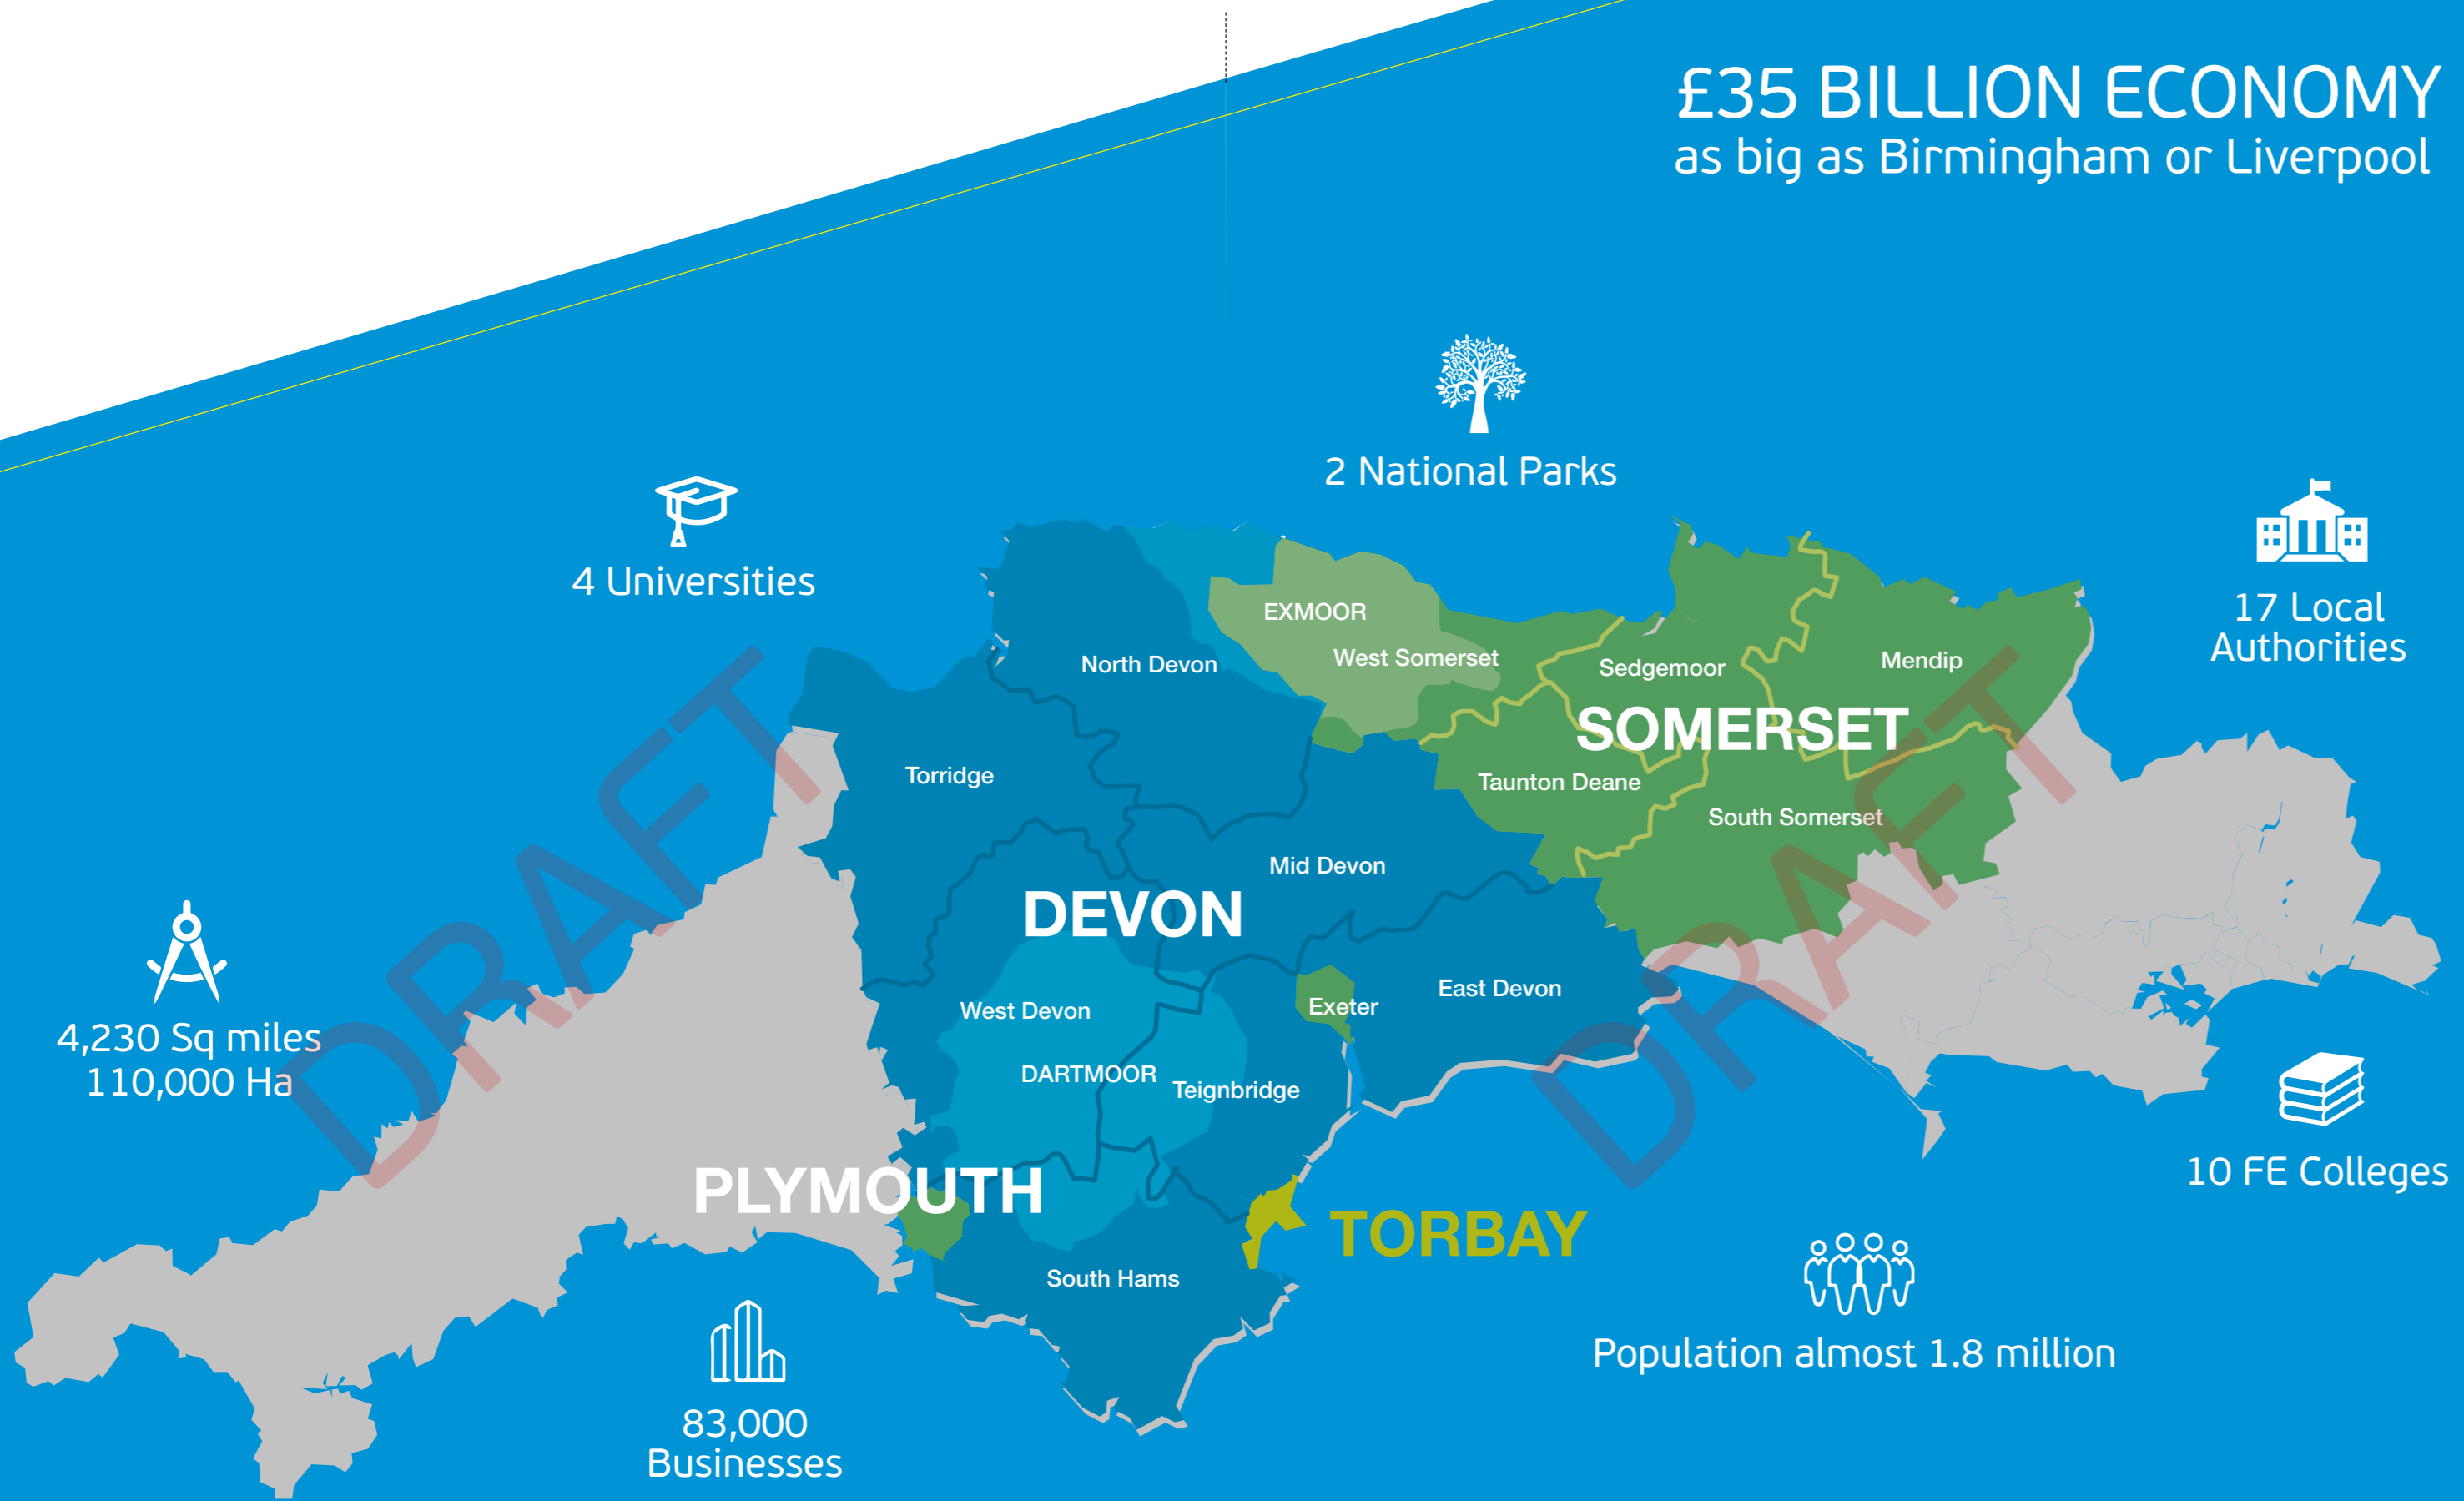 £35 BILLION ECONOMY
as big as Birmingham or Liverpool
2 National Parks
4 Universities
17 Local
Authorities
EXMOOR
North Devon
West Somerset
Sedgemoor
Mendip
SOMERSET
Torridge
Taunton Deane
South Somerset
Mid Devon
DEVON
West Devon
Exeter
East Devon
4,230 Sq miles
110,000 Ha
DARTMOOR
Teignbridge
PLYMOUTH
TORBAY
10 FE Colleges
South Hams
Population almost 1.8 million
83,000
Businesses
DRAFT
DRAFT